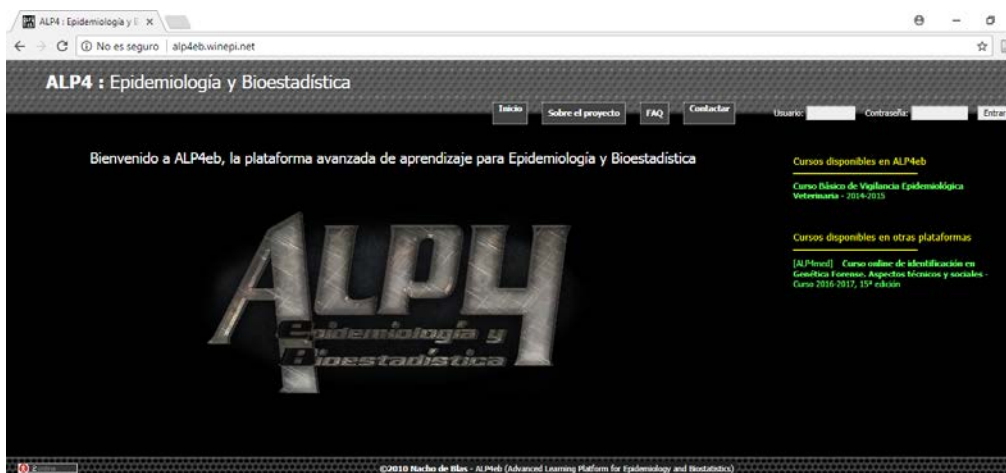 ALP4 : Epidemiología y E
No es seguro | alp4eb.winepi.net
ALP4 : Epidemiología y Bioestadística
Inicio
Sobre el proyecto
FAQ
Contactar
Usuario:
Contraseña:
Entrar
Bienvenido a ALP4eb, la plataforma avanzada de aprendizaje para Epidemiología y Bioestadística
Cursos disponibles en ALP4eb
Curso Básico de Vigilancia Epidemiológica
Veterinaria - 2014-2015
Cursos disponibles en otras plataformas
[ALP4med] Curso online de identificación en
Genética Forense. Aspectos técnicos y sociales -
Curso 2016-2017, 15ª edición
ALP4
Epidemiología y
Bioestadística
©2010 Nacho de Blas - ALP4eb (Advanced Learning Platform for Epidemiology and Biostatistics)